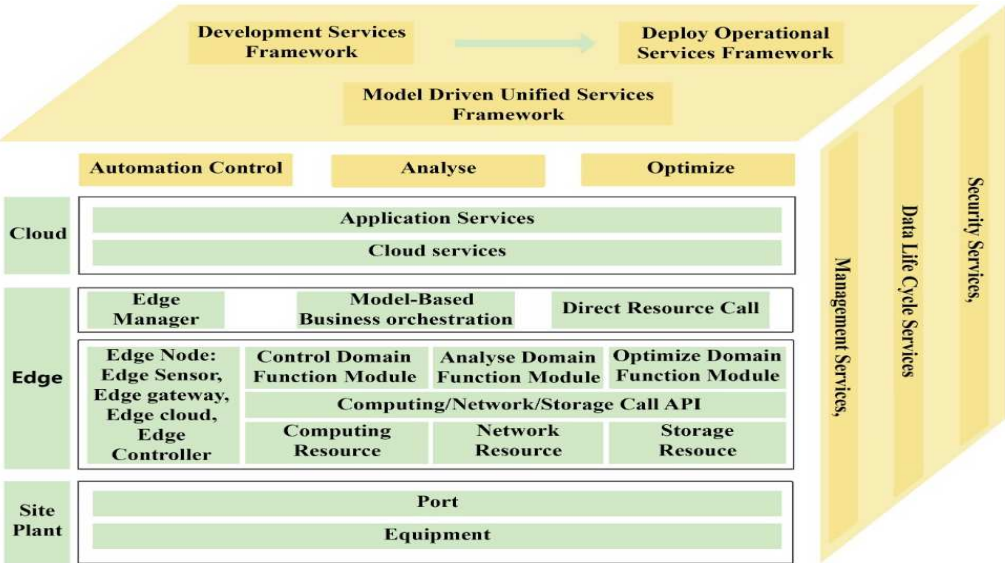 Development Services
Framework
Deploy Operational
Services Framework
Model Driven Unified Services
Framework
Automation Control
Analyse
Optimize
Cloud
Application Services
Cloud services
Edge
Edge
Manager
Model-Based
Business orchestration
Direct Resource Call
Edge Node:
Edge Sensor,
Edge gateway,
Edge cloud,
Edge
Controller
Control Domain
Function Module
Analyse Domain
Function Module
Optimize Domain
Function Module
Computing/Network/Storage Call API
Computing
Resource
Network
Resource
Storage
Resouce
Site
Plant
Port
Equipment
Management Services,
Data Life Cycle Services
Security Services,